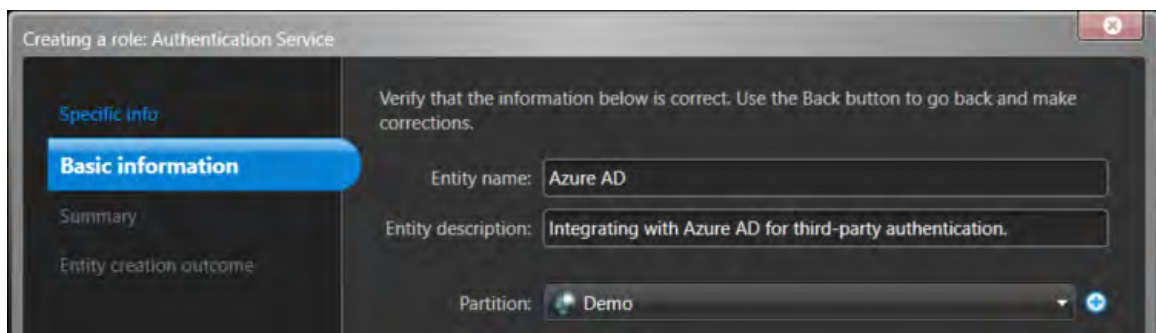 Creating a role: Authentication Service
Specific info
Basic information
Summary
Entity creation outcome
Verify that the information below is correct. Use the Back button to go back and make
corrections.
Entity name: Azure AD
Entity description: Integrating with Azure AD for third-party authentication.
Partition: Demo